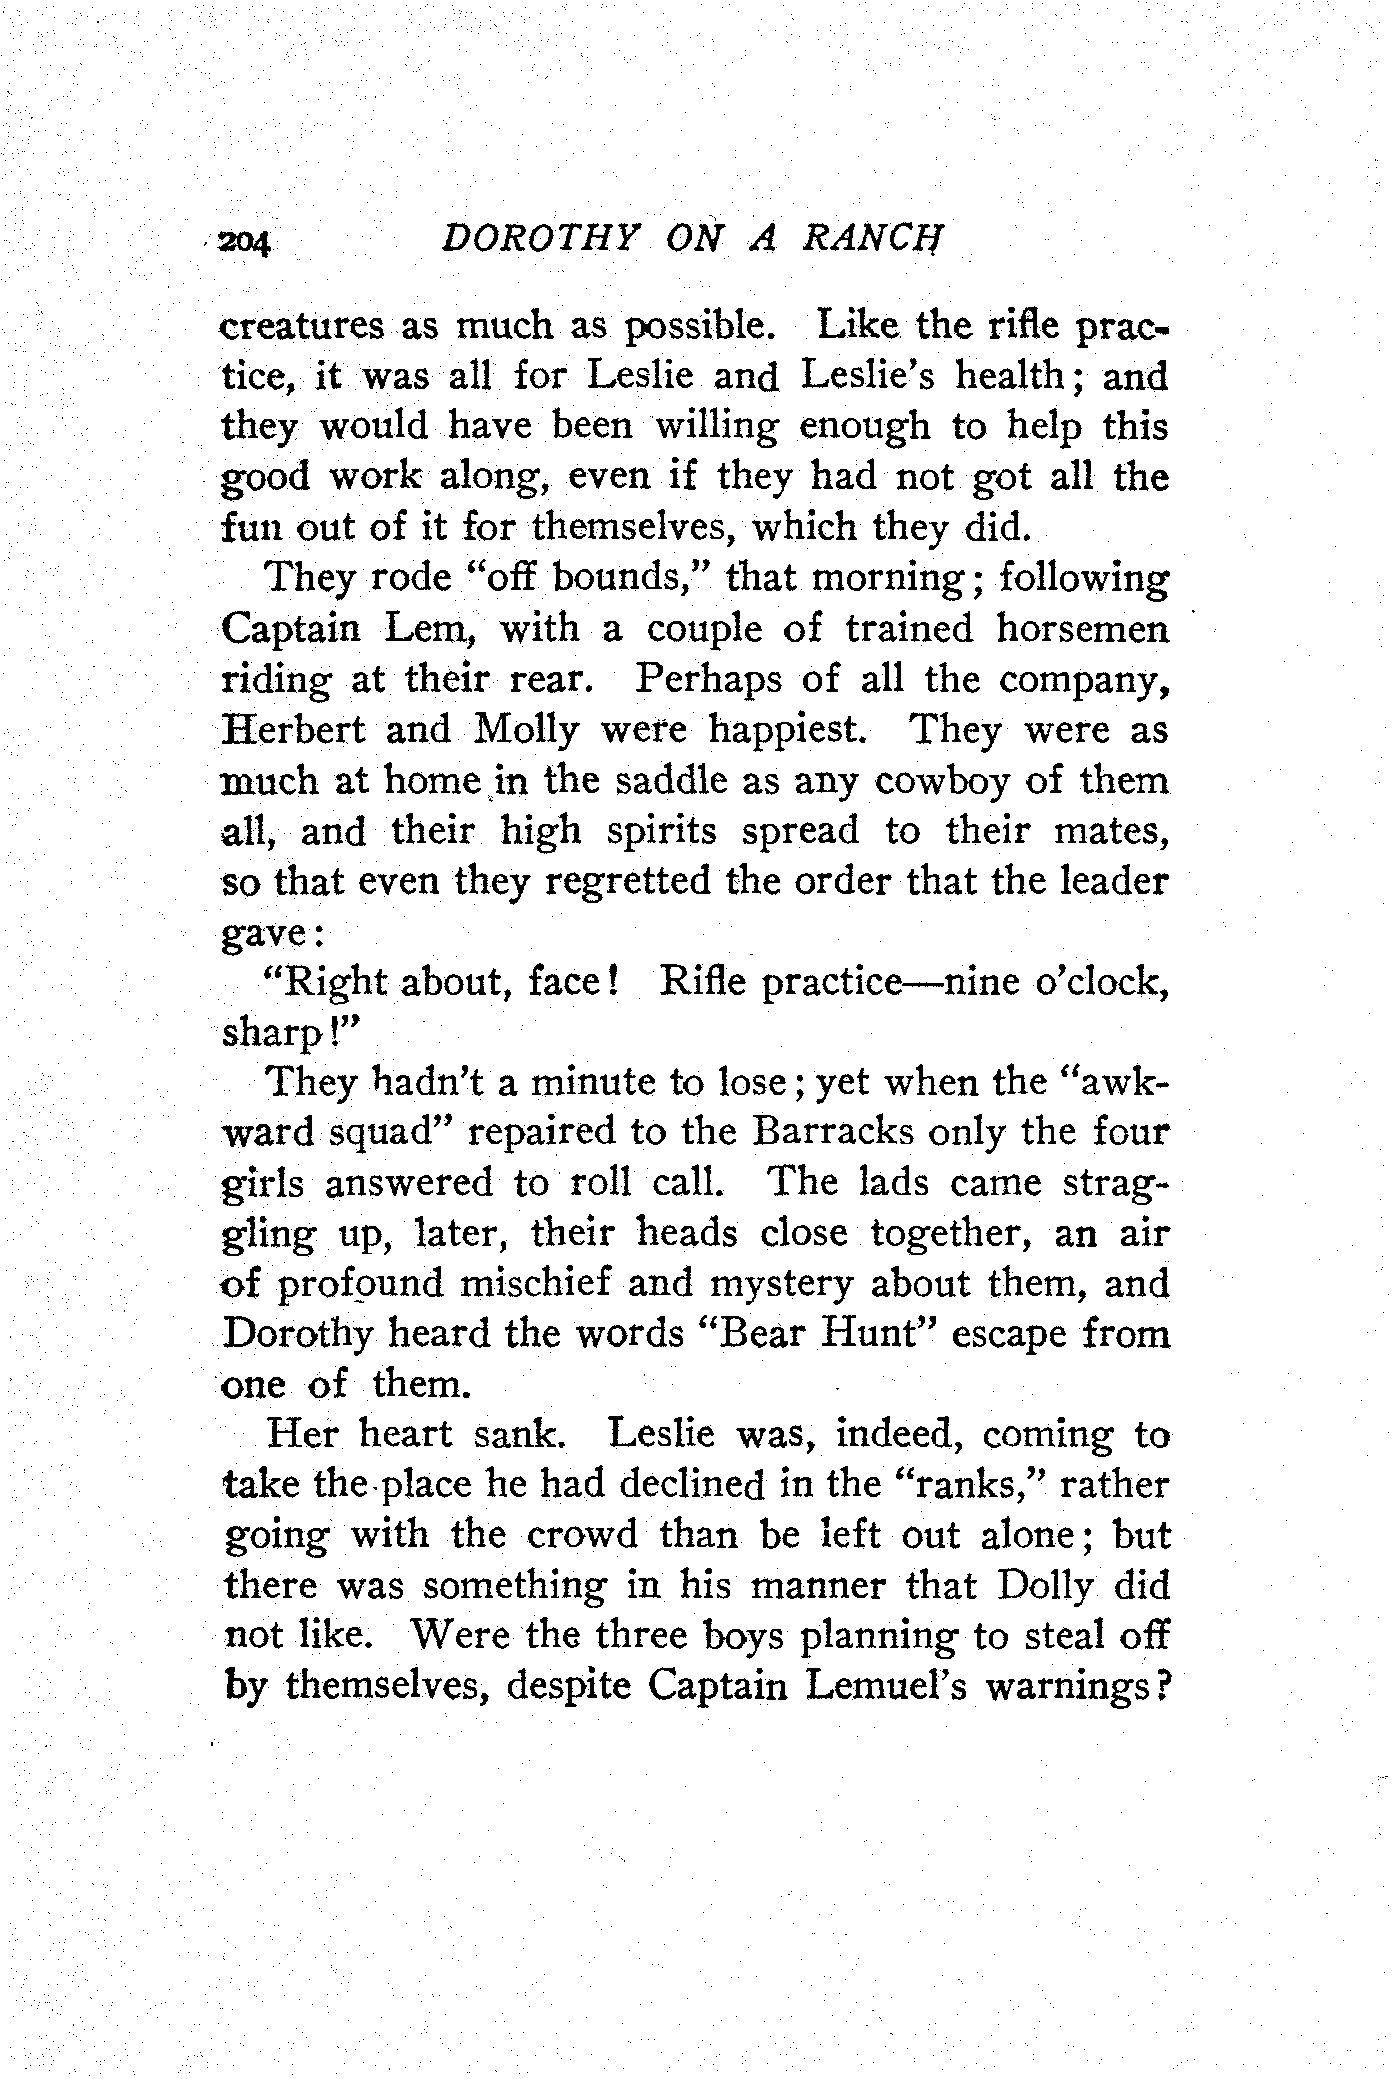 204 DOROTHY ON A RANCH
creatures as much as possible. Like the rifle prac-
tice, it was all for Leslie and Leslie's health; and
they would have been willing enough to help this
good work along, even if they had not got all the
fun out of it for themselves, which they did.
They rode "off bounds," that morning; following
Captain Lem, with a couple of trained horsemen
riding at their rear. Perhaps of all the company,
Herbert and Molly were happiest. They were as
much at home in the saddle as any cowboy of them
all, and their high spirits spread to their mates,
so that even they regretted the order that the leader
gave:
"Right about, face! Rifle practice—nine o'clock,
sharp!"
They hadn't a minute to lose; yet when the "awk-
ward squad" repaired to the Barracks only the four
girls answered to roll call. The lads came strag-
gling up, later, their heads close together, an air
of profound mischief and mystery about them, and
Dorothy heard the words "Bear Hunt" escape from
one of them.
Her heart sank. Leslie was, indeed, coming to
take the place he had declined in the "ranks," rather
going with the crowd than be left out alone; but
there was something in his manner that Dolly did
not like. Were the three boys planning to steal off
by themselves, despite Captain Lemuel's warnings?